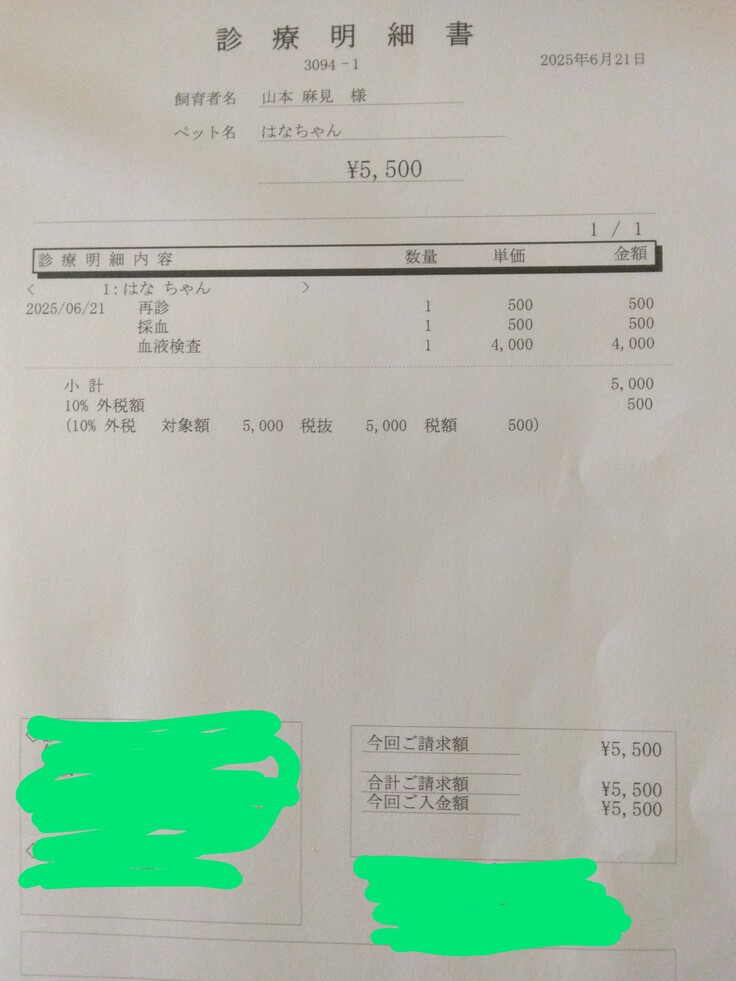 診療明細書
3094-1
2025年6月21日
飼育者名 山本 麻見 様
ペット名 はなちゃん
¥5,500
1 / 1
診療明細内容 数量 単価 金額
< 1:はな ちゃん >
2025/06/21 再診 1 500 500
採血 1 500 500
血液検査 1 4,000 4,000
小計 5,000
10% 外税額 500
(10% 外税 対象額 5,000 税抜 5,000 税額 500)
今回ご請求額 ¥5,500
合計ご請求額 ¥5,500
今回ご入金額 ¥5,500